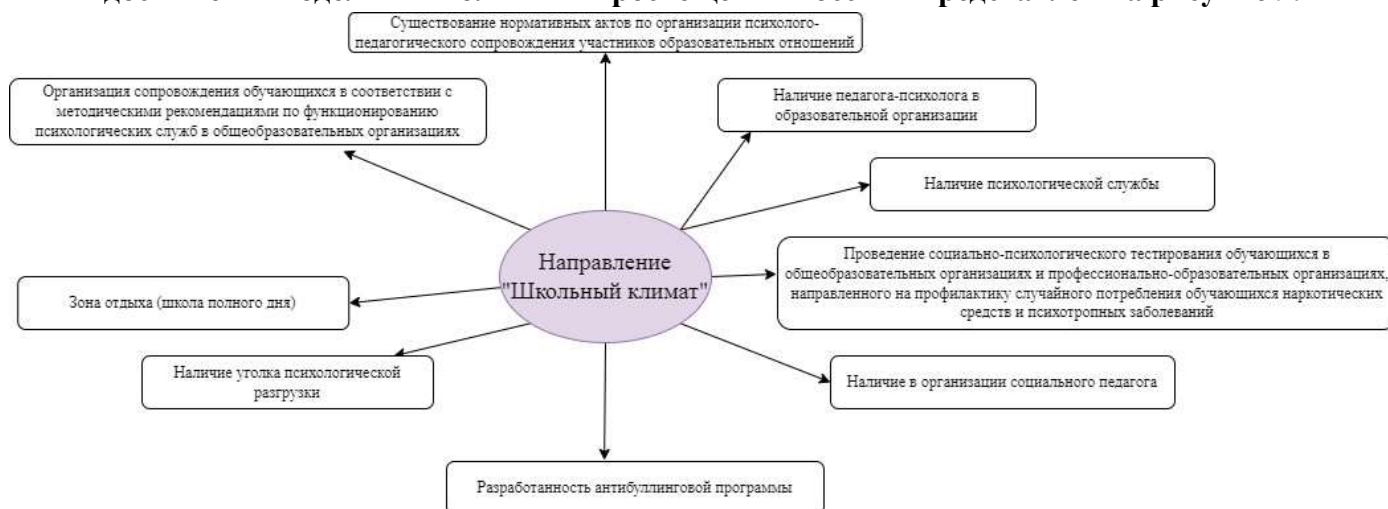 Существование нормативных актов по организации психолого-
педагогического сопровождения участников образовательных отношений
Организация сопровождения обучающихся в соответствии с
методическими рекомендациями по функционированию
психологических служб в общеобразовательных организациях
Наличие педагога-психолога в
образовательной организации
Наличие психологической службы
Направление
"Школьный климат"
Проведение социально-психологического тестирования обучающихся в
общеобразовательных организациях и профессионально-образовательных организациях,
направленного на профилактику случайного потребления обучающихся наркотических
средств и психотропных заболеваний
Зона отдыха (школа полного дня)
Наличие уголка психологической
разгрузки
Наличие в организации социального педагога
Разработанность антибуллинговой программы